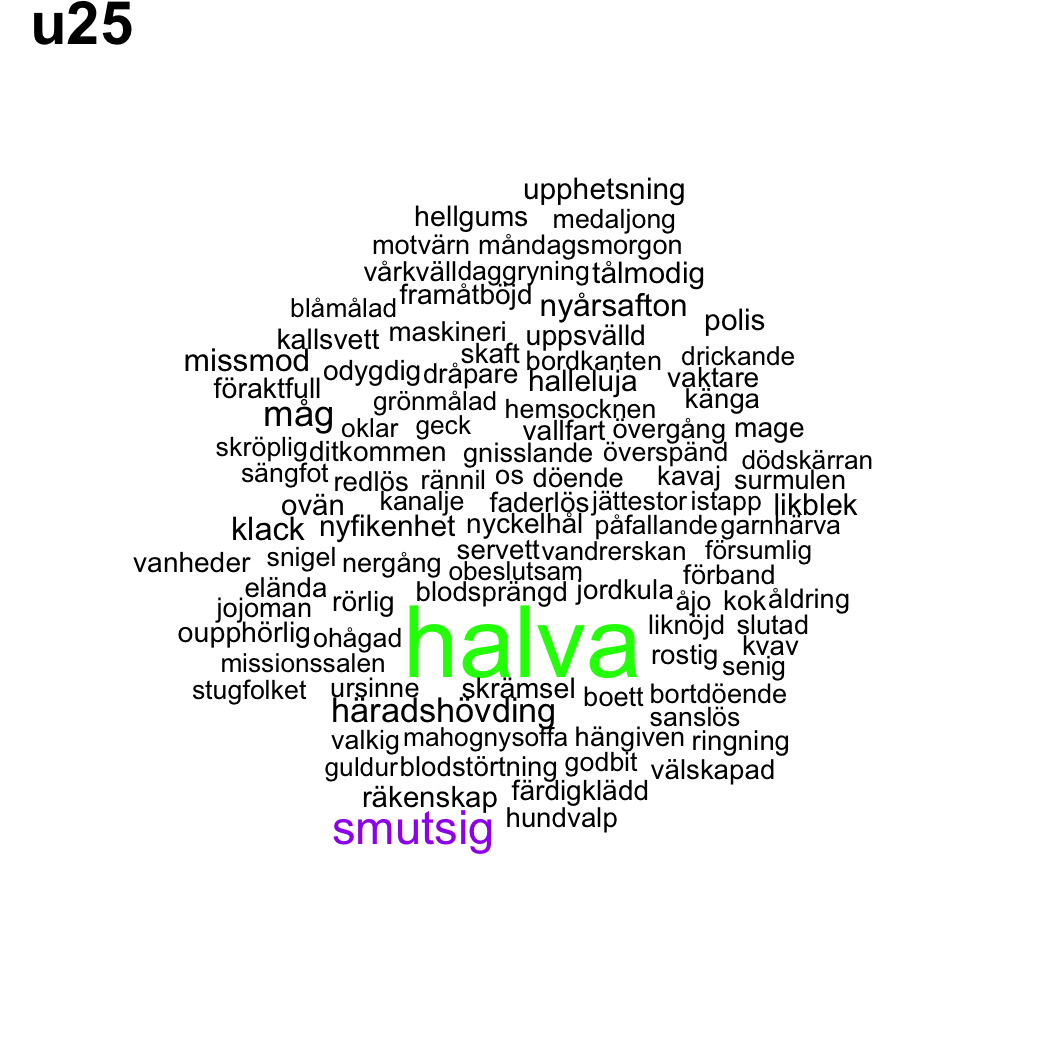 u25
upphetsning
hellgums medaljong
motvärn måndagsmorgon
vårkvälldaggryning tålmodig
blåmålad framåtböjd nyårsafton polis
kallsvett maskineri uppsvälld
missmod skaft bordkanten drickande
föraktfull odygdig dråpare halleluja vaktare
måg grönmålad hemsocknen känga
oklar geck vallfart övergång mage
skröplig ditkommen gnisslande överspänd dödskärran
sängfot redlös rännil os döende kavaj surmulen
ovän kanalje faderlös jättestor istapp likblek
klack nyfikenhet nyckelhål påfallande garnhärva
vanheder snigel nergång servett vandrerskan försumlig
elända obeslutsam förband
jojoman rörlig blodsprängd jordkula åjo kok åldring
oupphörlig ohågad halva liknöjd slutad
missionssalen rostig kvav senig
stugfolket ursinne skrämsel boett bortdöende
häradshövding sanslös
valkig mahognysoffa hängiven ringning
guldur blodstörtning godbit välskapad
räkenskap färdigklädd
smutsig hundvalp